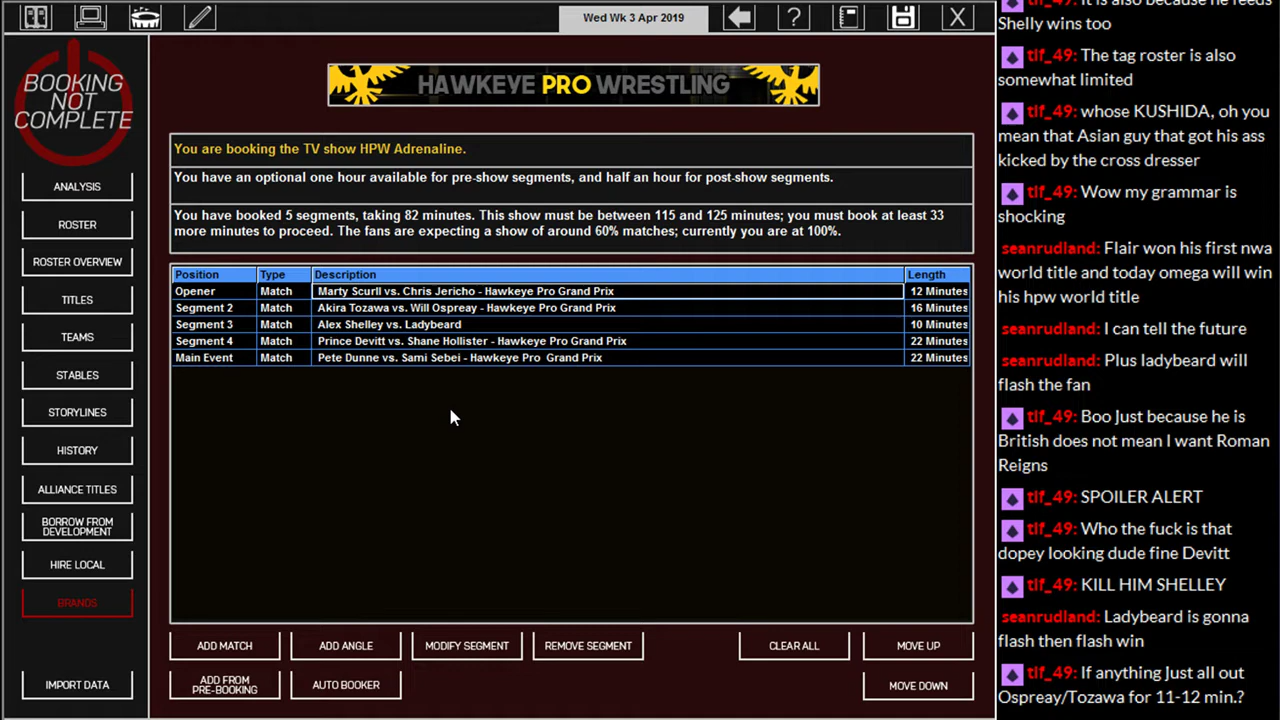 Wed Wk 3 Apr 2019
?
X
BOOKING
NOT
COMPLETE
ANALYSIS
ROSTER
ROSTER OVERVIEW
TITLES
TEAMS
STABLES
STORYLINES
HISTORY
ALLIANCE TITLES
BORROW FROM
DEVELOPMENT
HIRE LOCAL
BRANDS
IMPORT DATA
HAWKEYE PRO WRESTLING
You are booking the TV show HPW Adrenaline.
You have an optional one hour available for pre-show segments, and half an hour for post-show segments.
You have booked 5 segments, taking 82 minutes. This show must be between 115 and 125 minutes; you must book at least 33
more minutes to proceed. The fans are expecting a show of around 60% matches; currently you are at 100%.
Position Type Description Length
Opener Match Marty Scurll vs. Chris Jericho - Hawkeye Pro Grand Prix 12 Minutes
Segment 2 Match Akira Tozawa vs. Will Ospreay - Hawkeye Pro Grand Prix 16 Minutes
Segment 3 Match Alex Shelley vs. Ladybeard 10 Minutes
Segment 4 Match Prince Devitt vs. Shane Hollister - Hawkeye Pro Grand Prix 22 Minutes
Main Event Match Pete Dunne vs. Sami Sebei - Hawkeye Pro Grand Prix 22 Minutes
ADD MATCH ADD ANGLE MODIFY SEGMENT REMOVE SEGMENT CLEAR ALL MOVE UP
ADD FROM
PRE-BOOKING
AUTO BOOKER
MOVE DOWN
Shelly wins too
tlf_49: The tag roster is also
somewhat limited
tlf_49: whose KUSHIDA, oh you
mean that Asian guy that got his ass
kicked by the cross dresser
tlf_49: Wow my grammar is
shocking
seanrudland: Flair won his first nwa
world title and today omega will win
his hpw world title
seanrudland: I can tell the future
seanrudland: Plus ladybeard will
flash the fan
tlf_49: Boo Just because he is
British does not mean I want Roman
Reigns
tlf_49: SPOILER ALERT
tlf_49: Who the fuck is that
dopey looking dude fine Devitt
tlf_49: KILL HIM SHELLEY
seanrudland: Ladybeard is gonna
flash then flash win
tlf_49: If anything Just all out
Ospreay/Tozawa for 11-12 min.?